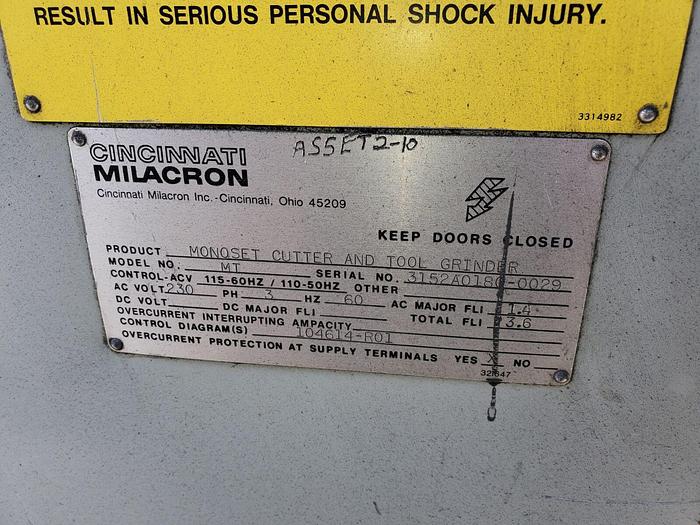 RESULT IN SERIOUS PERSONAL SHOCK INJURY.
3314982
ASSET2-10
CINCINNATI
MILACRON
Cincinnati Milacron Inc.-Cincinnati, Ohio 45209
KEEP DOORS CLOSED
PRODUCT MONOSET CUTTER AND TOOL GRINDER
MODEL NO. MT SERIAL NO. 3152A0180-0029
CONTROL-ACV 115-60HZ / 110-50HZ OTHER
AC VOLT 230 PH 3 HZ 60 AC MAJOR FLI 1.4
DC VOLT DC MAJOR FLI TOTAL FLI 3.6
OVERCURRENT INTERRUPTING AMPACITY
CONTROL DIAGRAM(S) 104614-R01
OVERCURRENT PROTECTION AT SUPPLY TERMINALS YES X NO